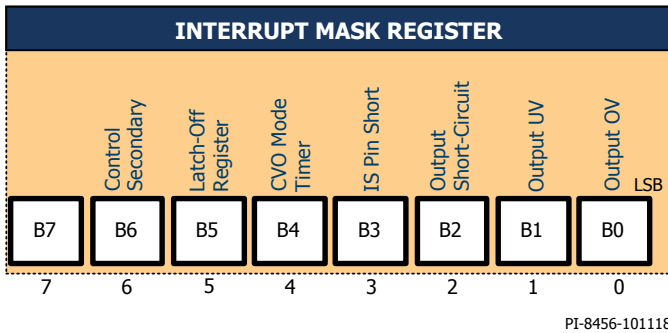 INTERRUPT MASK REGISTER
Control
Secondary
Latch-Off
Register
CVO Mode
Timer
IS Pin Short
Output
Short-Circuit
Output UV
Output OV
LSB
B7 B6 B5 B4 B3 B2 B1 B0
7 6 5 4 3 2 1 0
PI-8456-101118